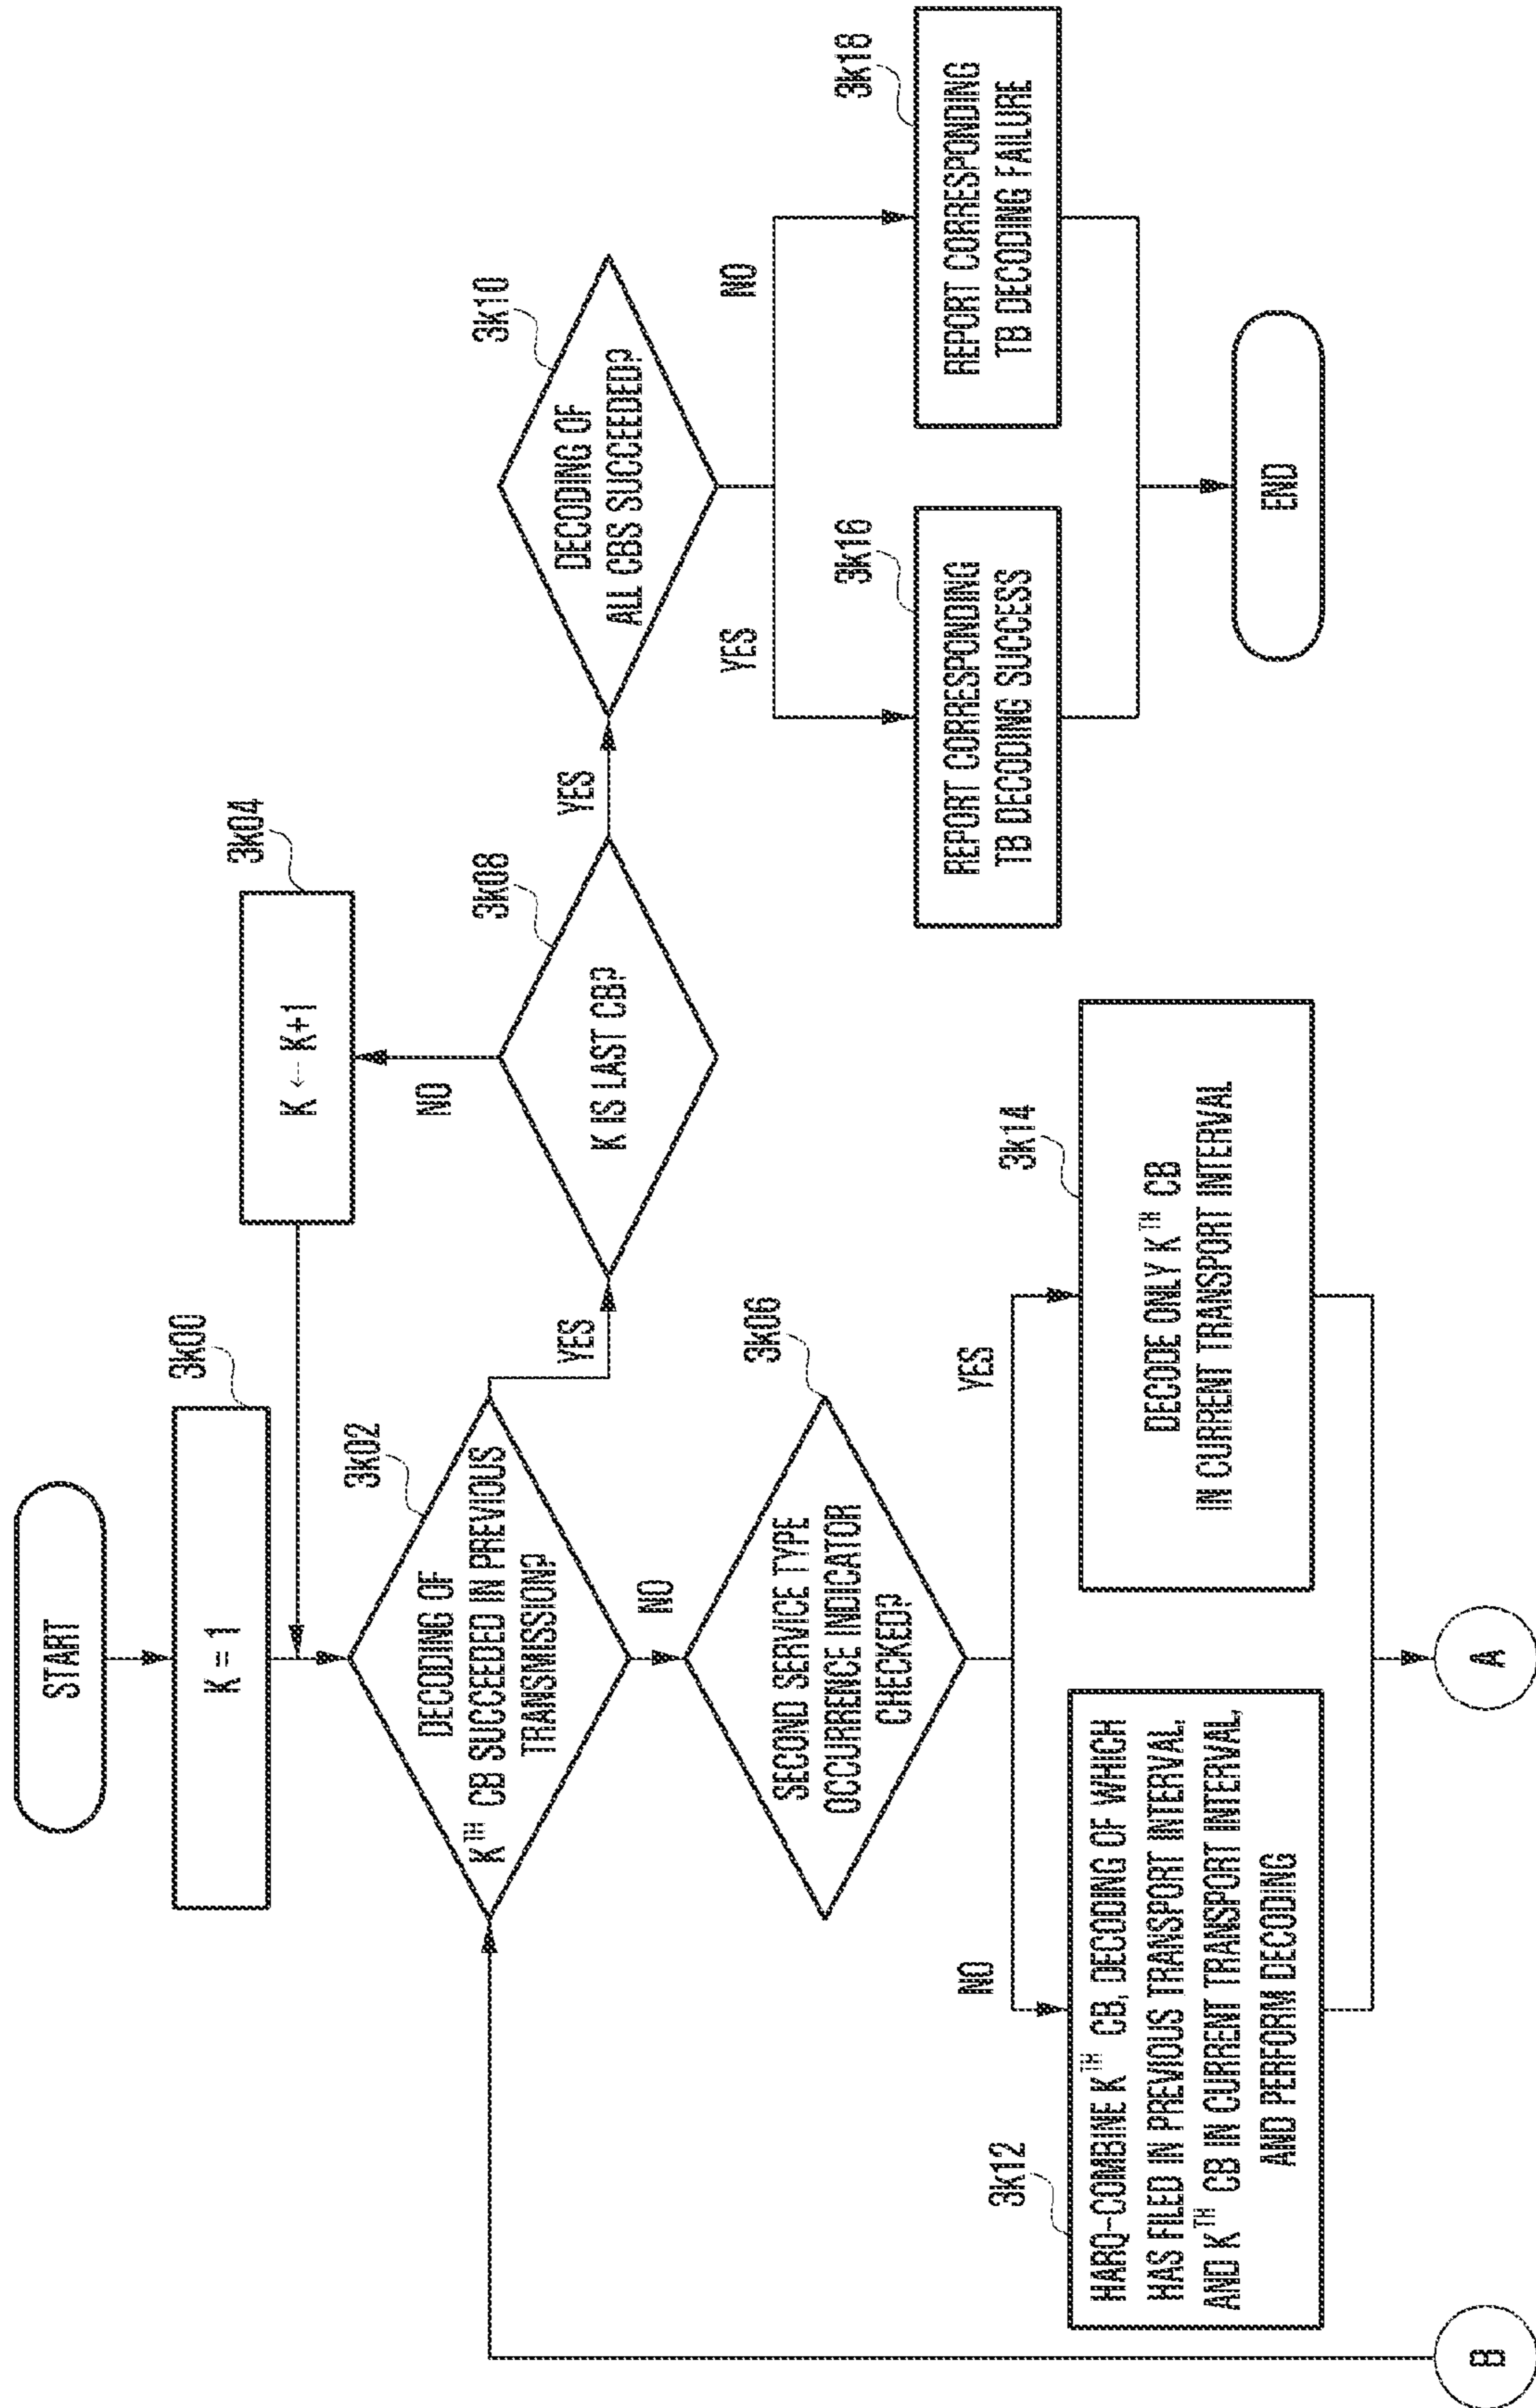 START
3k00
K = 1
3k04
K ← K+1
3k02
DECODING OF
K^TH CB SUCCEEDED IN PREVIOUS
TRANSMISSION?
YES
NO
3k08
K IS LAST CB?
NO
YES
3k10
DECODING OF
ALL CBS SUCCEEDED?
YES
NO
3k06
SECOND SERVICE TYPE
OCCURRENCE INDICATOR
CHECKED?
NO
YES
3k16
REPORT CORRESPONDING
TB DECODING SUCCESS
3k18
REPORT CORRESPONDING
TB DECODING FAILURE
3k12
HARQ-COMBINE K^TH CB, DECODING OF WHICH
HAS FILED IN PREVIOUS TRANSPORT INTERVAL,
AND K^TH CB IN CURRENT TRANSPORT INTERVAL,
AND PERFORM DECODING
3k14
DECODE ONLY K^TH CB
IN CURRENT TRANSPORT INTERVAL
END
B
A